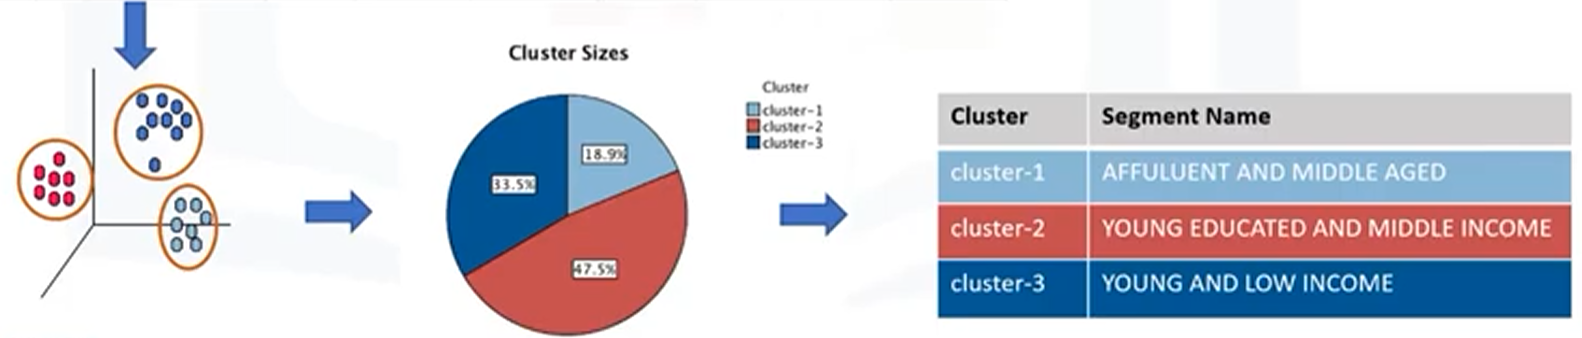 Cluster Sizes
18.9%
33.5%
47.5%
Cluster
cluster-1
cluster-2
cluster-3
Cluster Segment Name
cluster-1 AFFULUENT AND MIDDLE AGED
cluster-2 YOUNG EDUCATED AND MIDDLE INCOME
cluster-3 YOUNG AND LOW INCOME